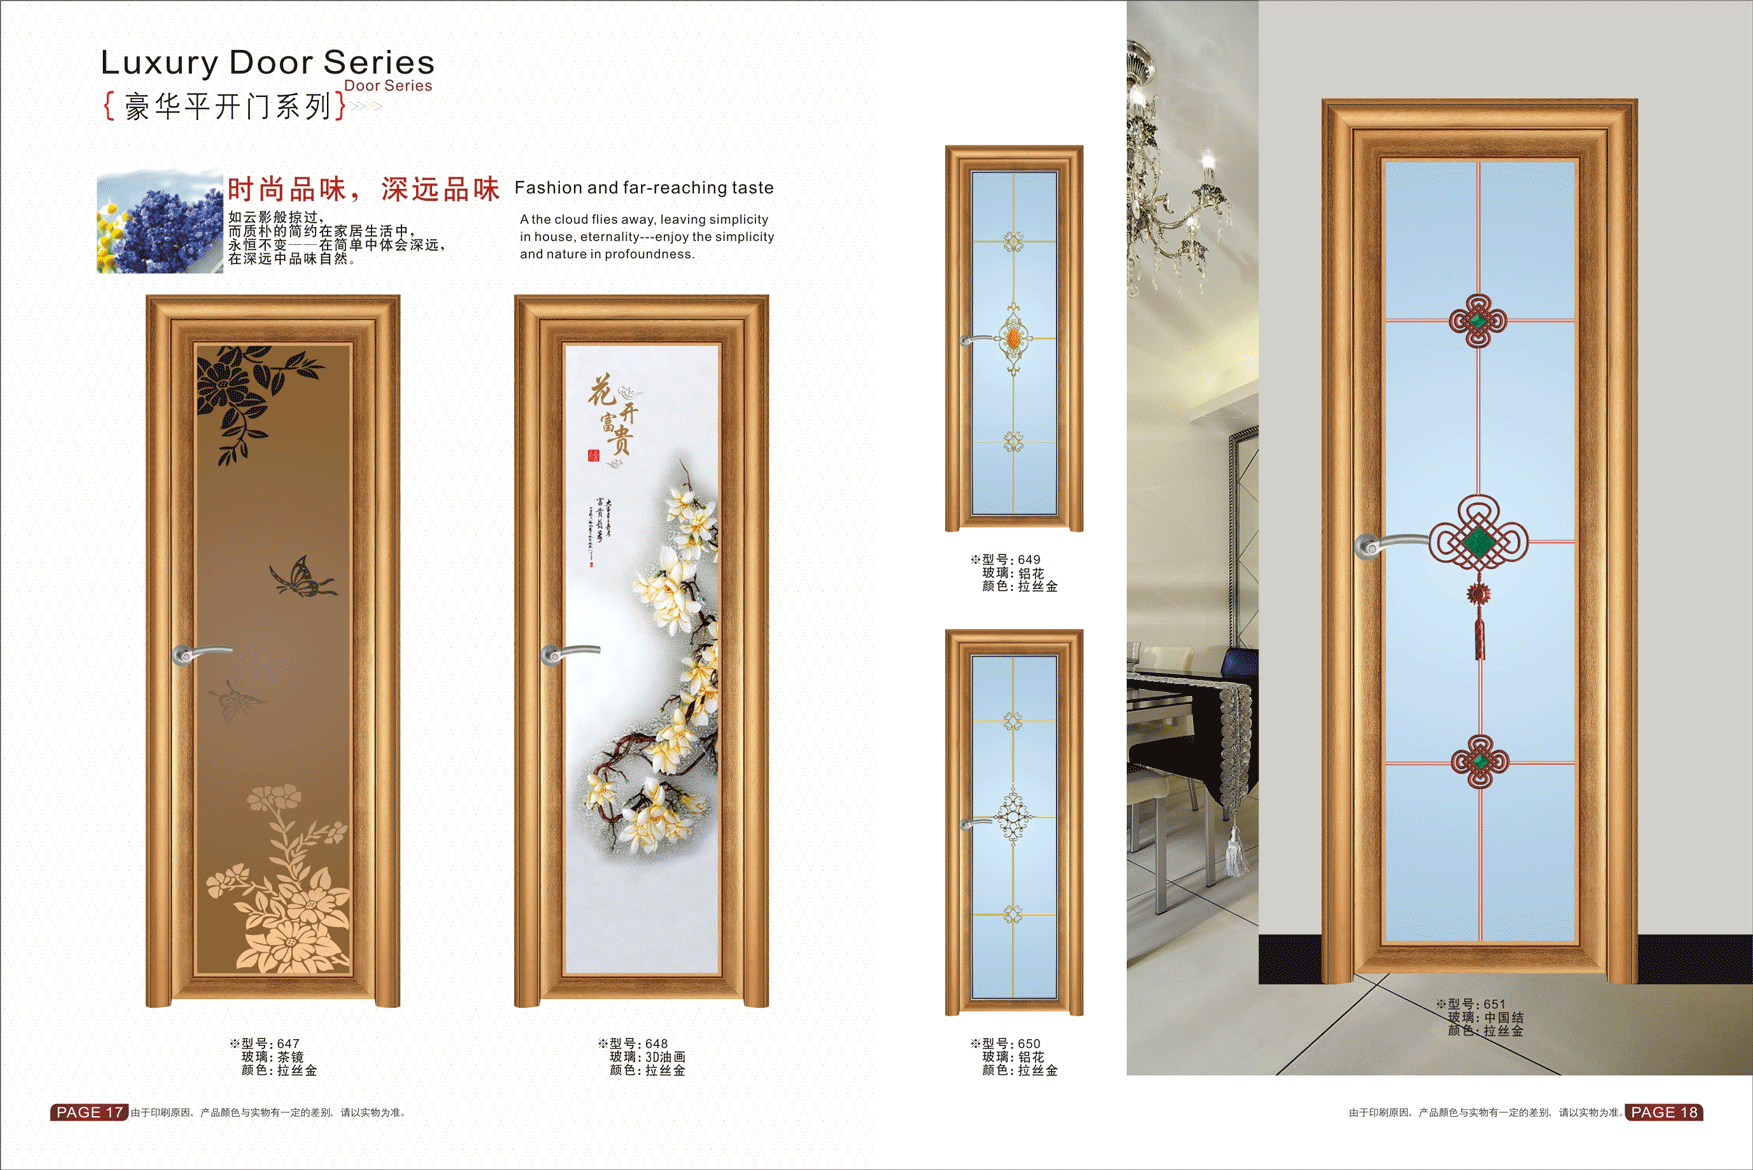 Luxury Door Series
Door Series
{ 豪华平开门系列 }
时尚品味，深远品味
Fashion and far-reaching taste
如云影般掠过，
而质朴的简约在家居生活中，
永恒不变——在简单中体会深远，
在深远中品味自然。
A the cloud flies away, leaving simplicity
in house, eternality---enjoy the simplicity
and nature in profoundness.
花
开
富
贵
※型号: 647
玻璃: 茶镜
颜色: 拉丝金
※型号: 648
玻璃: 3D油画
颜色: 拉丝金
※型号: 649
玻璃: 铝花
颜色: 拉丝金
※型号: 650
玻璃: 铝花
颜色: 拉丝金
※型号: 651
玻璃: 中国结
颜色: 拉丝金
PAGE 17
由于印刷原因，产品颜色与实物有一定的差别，请以实物为准。
由于印刷原因，产品颜色与实物有一定的差别，请以实物为准。
PAGE 18